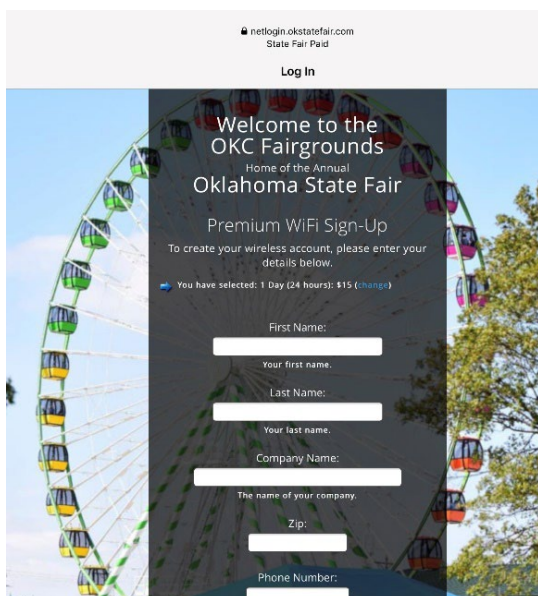 netlogin.okstatefair.com
State Fair Paid
Log In
Welcome to the
OKC Fairgrounds
Home of the Annual
Oklahoma State Fair
Premium WiFi Sign-Up
To create your wireless account, please enter your
details below.
You have selected: 1 Day (24 hours): $15 (change)
First Name:
Your first name.
Last Name:
Your last name.
Company Name:
The name of your company.
Zip:
Phone Number: